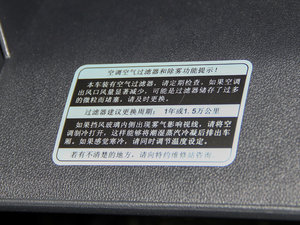 空调空气过滤器和除雾功能提示！
本车装有空气过滤器，请定期检查。如果空调
出风口风量显著减少，可能是过滤器储存了过多
的微粒而堵塞，请及时更换。
过滤器建议更换周期：1年或1.5万公里
如果挡风玻璃内侧出现雾气影响视线，请将空
调制冷打开，这样能够将潮湿蒸汽冷凝后排出车
厢。如果感觉寒冷，请同时调节温度设定。
若有不清楚的地方，请向特约维修站咨询。